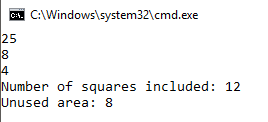 C:\Windows\system32\cmd.exe
25
8
4
Number of squares included: 12
Unused area: 8